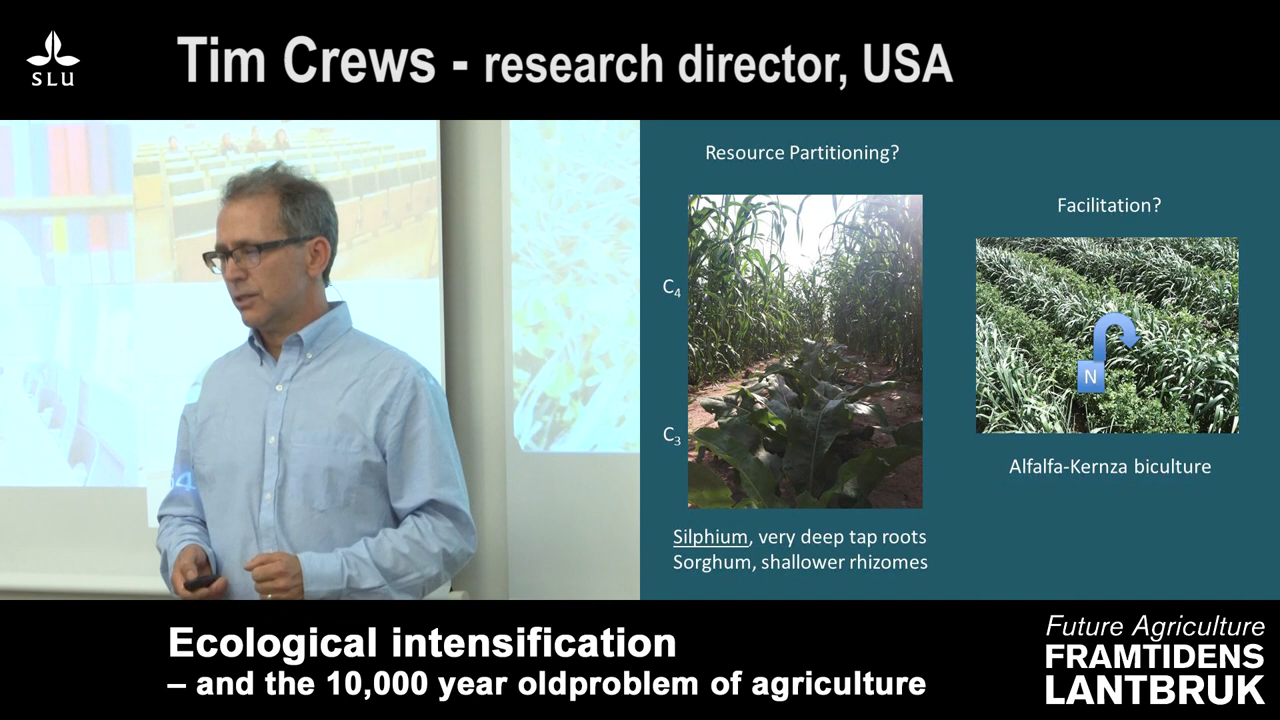 SLU
Tim Crews - research director, USA
Resource Partitioning?
C4
C3
Silphium, very deep tap roots
Sorghum, shallower rhizomes
Facilitation?
N
Alfalfa-Kernza biculture
Ecological intensification
– and the 10,000 year oldproblem of agriculture
Future Agriculture
FRAMTIDENS
LANTBRUK